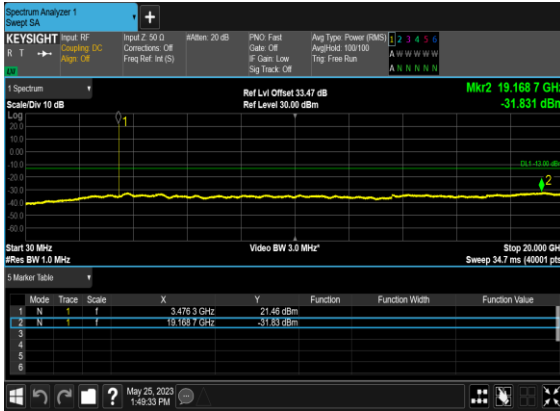 Spectrum Analyzer 1
Swept SA
+
KEYSIGHT Input: RF Input Z: 50 Ω #Atten: 20 dB PNO: Fast Avg Type: Power (RMS) 1 2 3 4 5 6
R T Coupling: DC Corrections: Off Gate: Off Avg|Hold: 100/100 A W W W W W
Align: Off Freq Ref: Int (S) IF Gain: Low Trig: Free Run
LV Sig Track: Off A N N N N N
1 Spectrum Ref Lvl Offset 33.47 dB Mkr2 19.168 7 GHz
Scale/Div 10 dB Ref Level 30.00 dBm -31.831 dBm
Log
20.0
10.0
0.00
-10.0
-20.0
-30.0
-40.0
-50.0
-60.0
1
DL1 -13.00 dBm
2
Start 30 MHz Video BW 3.0 MHz* Stop 20.000 GHz
#Res BW 1.0 MHz Sweep 34.7 ms (40001 pts)
5 Marker Table
Mode Trace Scale X Y Function Function Width Function Value
1 N 1 f 3.476 3 GHz 21.46 dBm
2 N 1 f 19.168 7 GHz -31.83 dBm
3
4
5
6
? May 25, 2023
1:49:33 PM